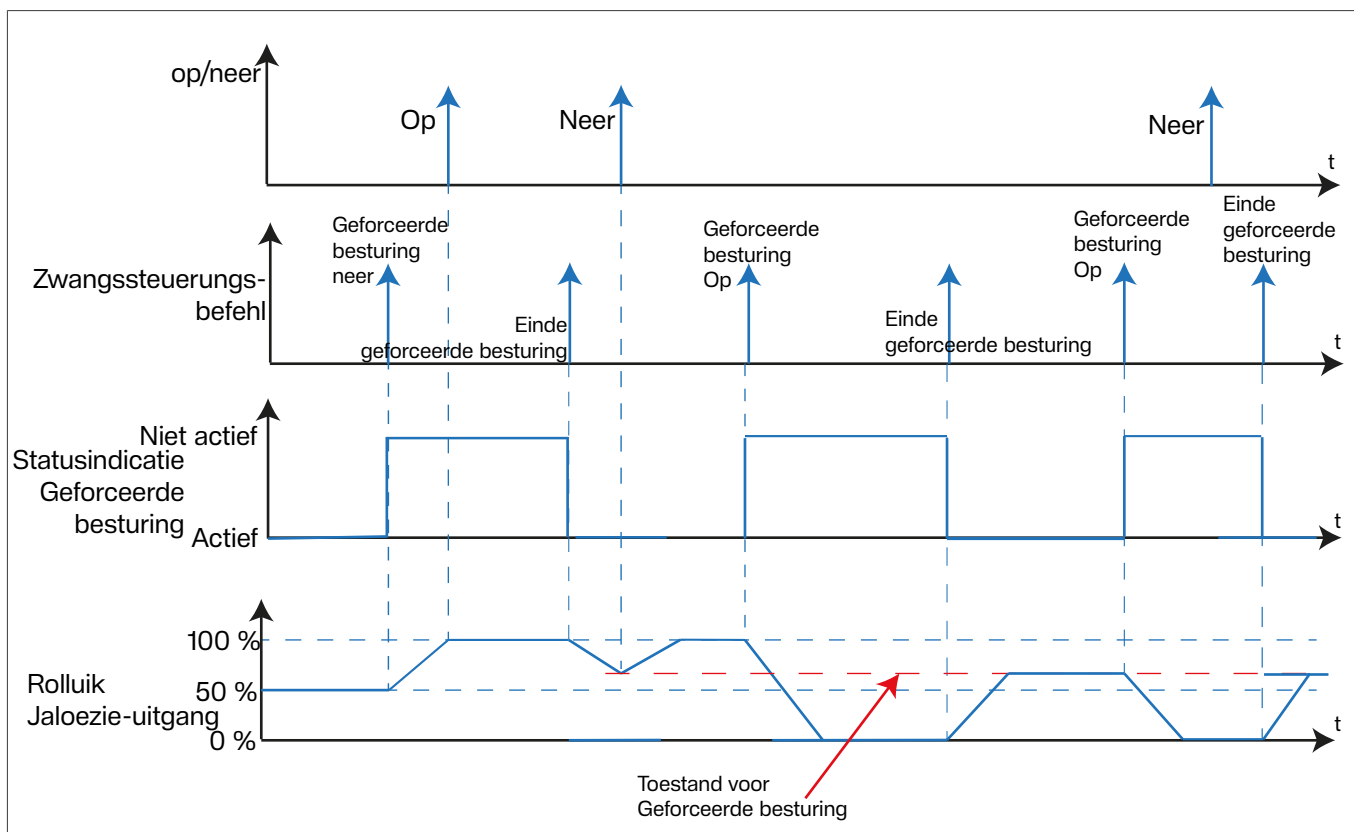 op/neer
Op
Neer
Neer
t
Zwangssteuerungs-
befehl
Geforceerde
besturing
neer
Einde
geforceerde besturing
Geforceerde
besturing
Op
Einde
geforceerde besturing
Geforceerde
besturing
Op
Einde
geforceerde
besturing
t
Niet actief
Statusindicatie
Geforceerde
besturing
Actief
t
100 %
Rolluik
50 %
Jaloezie-uitgang
0 %
t
Toestand voor
Geforceerde besturing